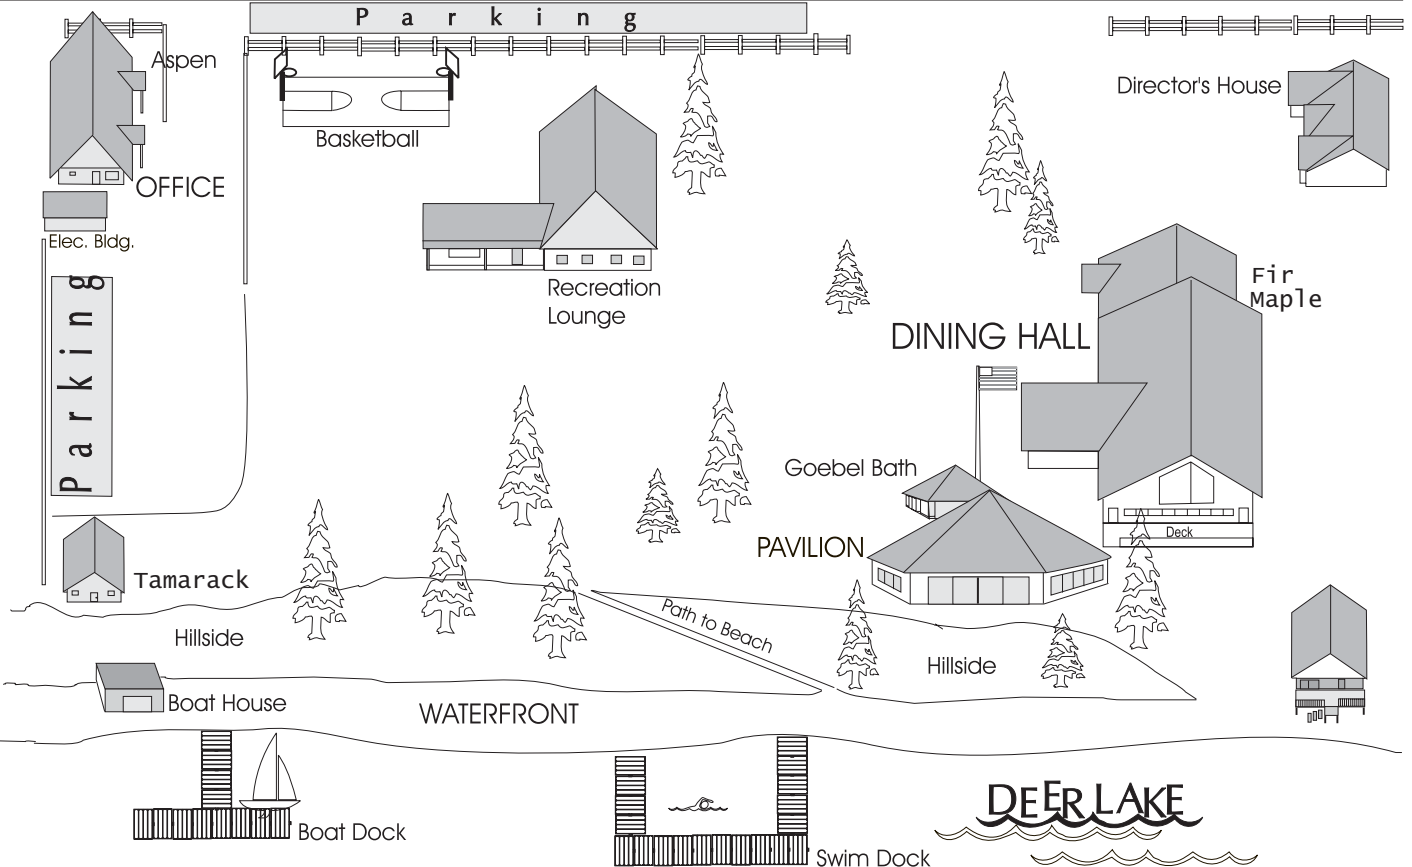 Parking
Aspen
Director's House
Basketball
OFFICE
Elec. Bldg.
Parking
Fir
Maple
Recreation
Lounge
DINING HALL
Goebel Bath
Deck
PAVILION
Tamarack
Path to Beach
Hillside
Hillside
Boat House
WATERFRONT
DEER LAKE
Boat Dock
Swim Dock